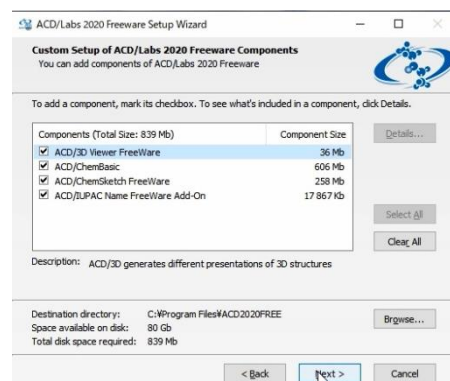 ACD/Labs 2020 Freeware Setup Wizard
Custom Setup of ACD/Labs 2020 Freeware Components
You can add components of ACD/Labs 2020 Freeware
To add a component, mark its checkbox. To see what's included in a component, click Details.
Components (Total Size: 839 Mb) Component Size
ACD/3D Viewer FreeWare 36 Mb
ACD/ChemBasic 606 Mb
ACD/ChemSketch FreeWare 258 Mb
ACD/IUPAC Name FreeWare Add-On 17 867 Kb
Details...
Select All
Clear All
Description: ACD/3D generates different presentations of 3D structures
Destination directory: C:¥Program Files¥ACD2020FREE
Browse...
Space available on disk: 80 Gb
Total disk space required: 839 Mb
< Back Next > Cancel